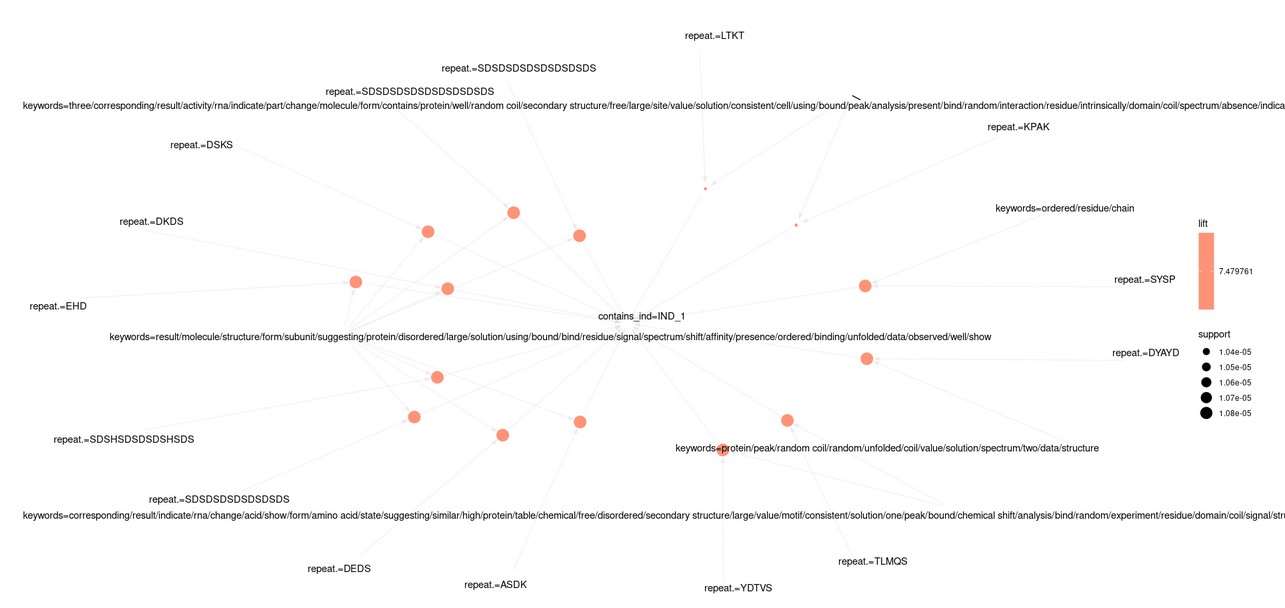 repeat.=LTKT
repeat.=SDSDSDSDSDSDSDSDS
repeat.=SDSDSDSDSDSDSDSDSDS
keywords=three/corresponding/result/activity/rna/indicate/part/change/molecule/form/contains/protein/well/random coil/secondary structure/free/large/site/value/solution/consistent/cell/using/bound/peak/analysis/present/bind/random/interaction/residue/intrinsically/domain/coil/spectrum/absence/indica
repeat.=KPAK
repeat.=DSKS
keywords=ordered/residue/chain
repeat.=DKDS
lift
7.479761
repeat.=SYSP
repeat.=EHD
contains_ind=IND_1
support
keywords=result/molecule/structure/form/subunit/suggesting/protein/disordered/large/solution/using/bound/bind/residue/signal/spectrum/shift/affinity/presence/ordered/binding/unfolded/data/observed/well/show
repeat.=DYAYD
1.04e-05
1.05e-05
1.06e-05
1.07e-05
1.08e-05
repeat.=SDSHSDSDSDSHSDS
keywords=protein/peak/random coil/random/unfolded/coil/value/solution/spectrum/two/data/structure
repeat.=SDSDSDSDSDSDSDS
keywords=corresponding/result/indicate/rna/change/acid/show/form/amino acid/state/suggesting/similar/high/protein/table/chemical/free/disordered/secondary structure/large/value/motif/consistent/solution/one/peak/bound/chemical shift/analysis/bind/random/experiment/residue/domain/coil/signal/stru
repeat.=TLMQS
repeat.=DEDS
repeat.=ASDK
repeat.=YDTVS